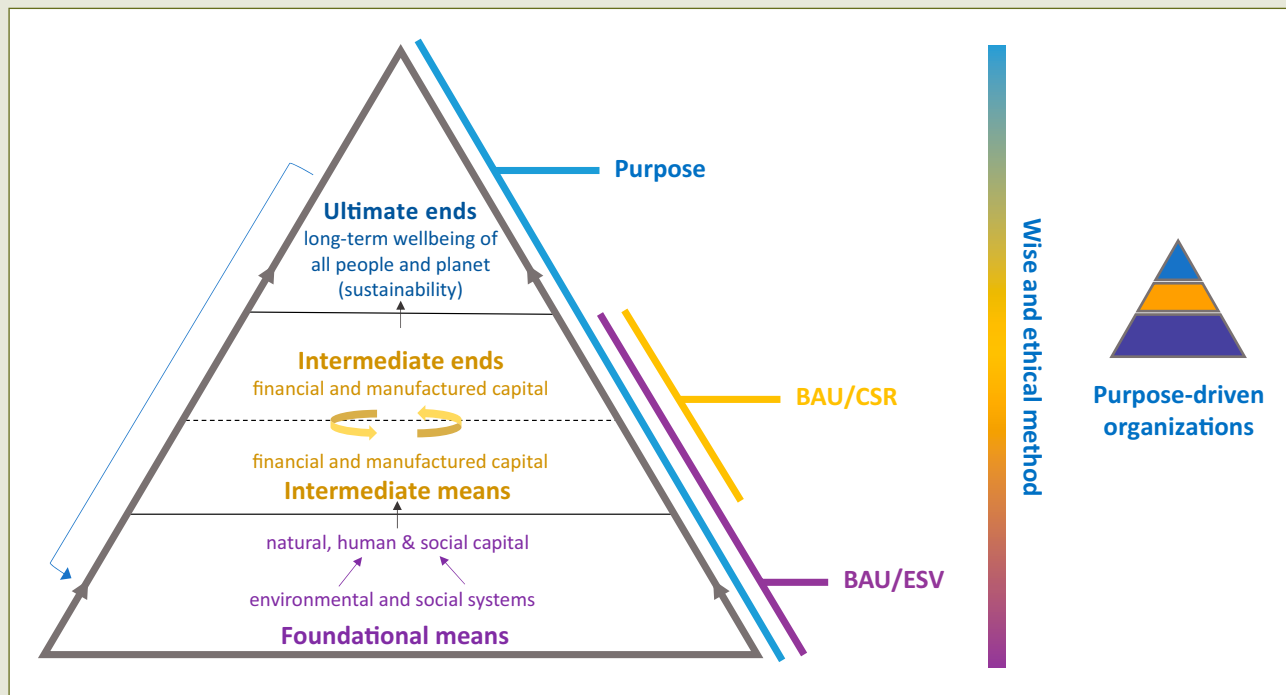 Purpose
Ultimate ends
long-term wellbeing of
all people and planet
(sustainability)
Intermediate ends
financial and manufactured capital
financial and manufactured capital
Intermediate means
natural, human & social capital
environmental and social systems
Foundational means
BAU/CSR
BAU/ESV
Wise and ethical method
Purpose-driven
organizations